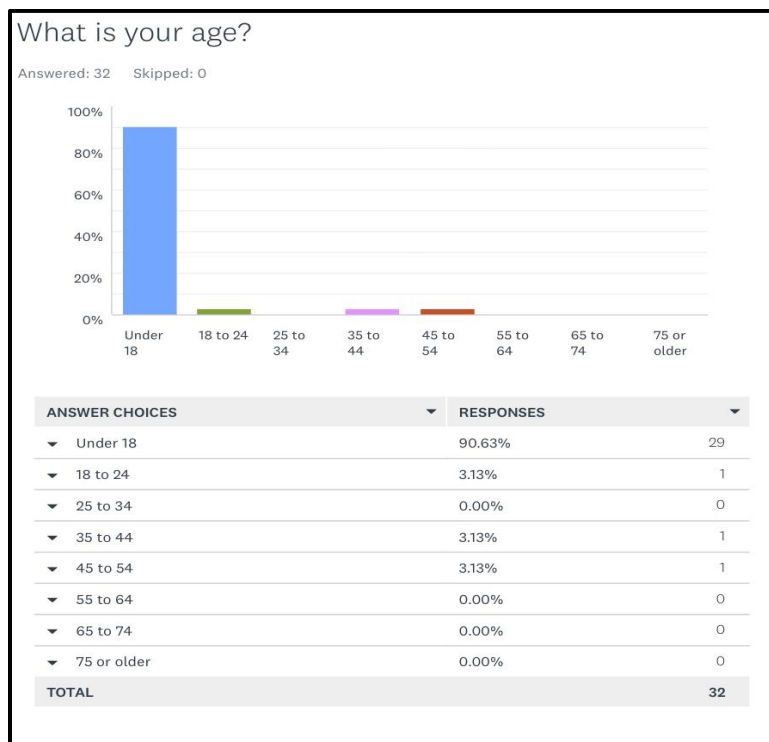 What is your age?
Answered: 32 Skipped: 0
100%
80%
60%
40%
20%
0%
Under 18
18 to 24
25 to 34
35 to 44
45 to 54
55 to 64
65 to 74
75 or older
ANSWER CHOICES RESPONSES
Under 18 90.63% 29
18 to 24 3.13% 1
25 to 34 0.00% 0
35 to 44 3.13% 1
45 to 54 3.13% 1
55 to 64 0.00% 0
65 to 74 0.00% 0
75 or older 0.00% 0
TOTAL 32